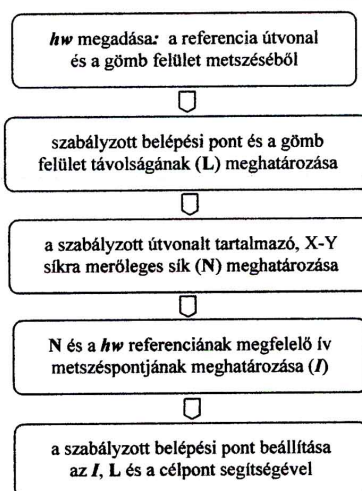 hw megadása: a referencia útvonal
és a gömb felület metszéséből
szabályzott belépési pont és a gömb
felület távolságának (L) meghatározása
a szabályzott útvonalt tartalmazó, X-Y
síkra merőleges sík (N) meghatározása
N és a hw referenciának megfelelő ív
metszéspontjának meghatározása (I)
a szabályzott belépési pont beállítása
az I, L és a célpont segítségével